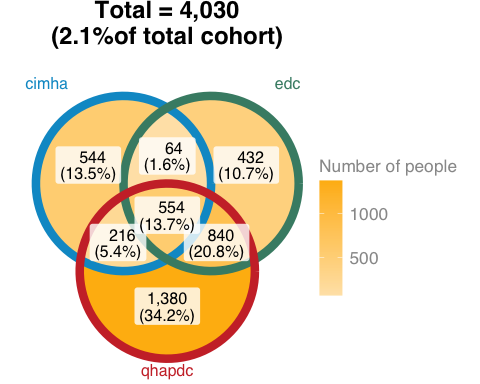 Total = 4,030
(2.1%of total cohort)
cimha
edc
64
(1.6%)
544
(13.5%)
432
(10.7%)
Number of people
554
(13.7%)
1000
216
(5.4%)
840
(20.8%)
500
1,380
(34.2%)
qhapdc